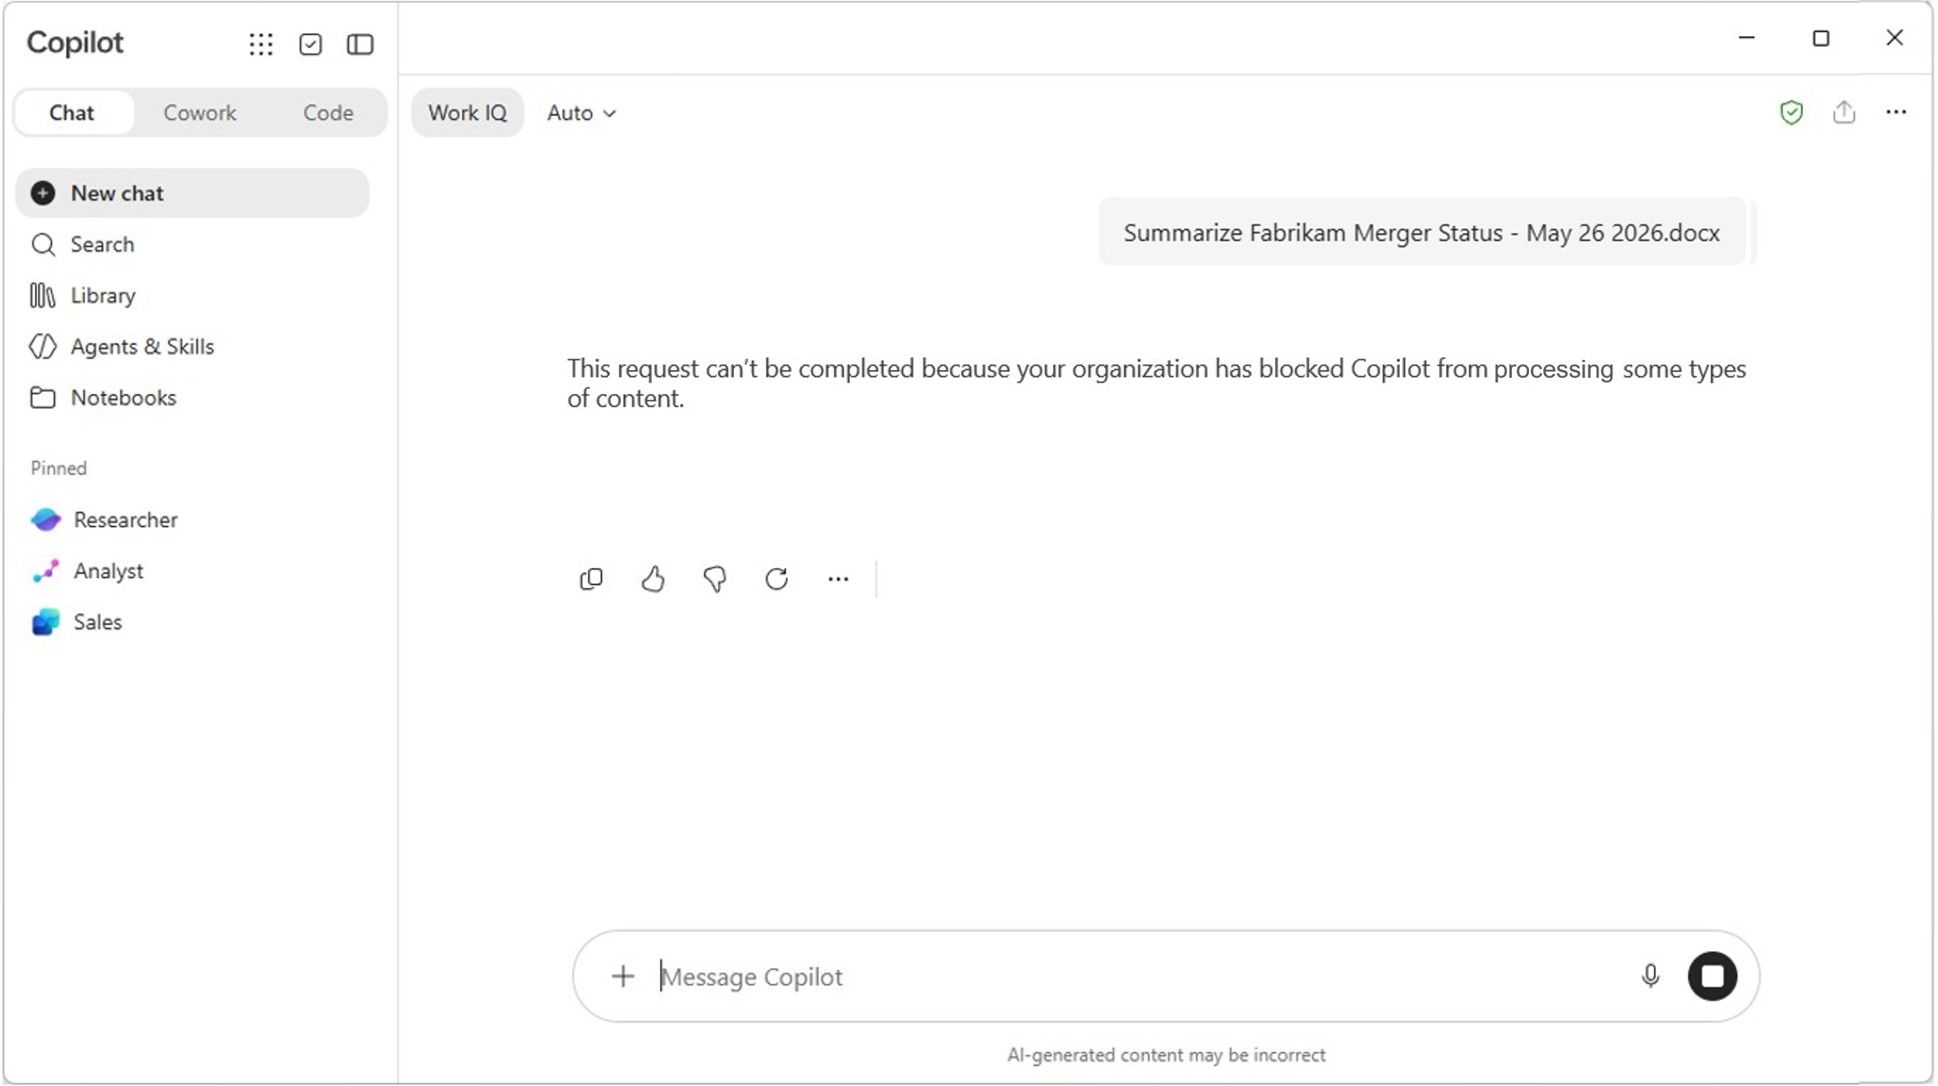 Copilot
Chat Cowork Code
New chat
Search
Library
Agents & Skills
Notebooks
Pinned
Researcher
Analyst
Sales
Work IQ Auto
Summarize Fabrikam Merger Status - May 26 2026.docx
This request can’t be completed because your organization has blocked Copilot from processing some types
of content.
Message Copilot
AI-generated content may be incorrect